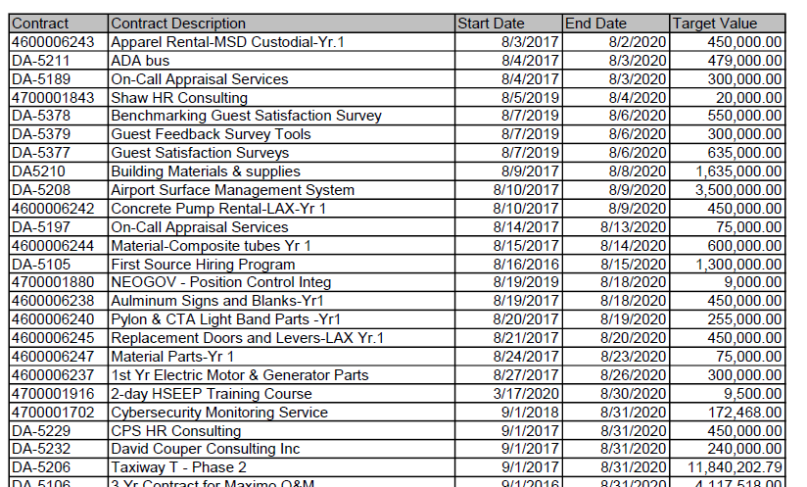 Contract Contract Description Start Date End Date Target Value
4600006243 Apparel Rental-MSD Custodial-Yr.1 8/3/2017 8/2/2020 450,000.00
DA-5211 ADA bus 8/4/2017 8/3/2020 479,000.00
DA-5189 On-Call Appraisal Services 8/4/2017 8/3/2020 300,000.00
4700001843 Shaw HR Consulting 8/5/2019 8/4/2020 20,000.00
DA-5378 Benchmarking Guest Satisfaction Survey 8/7/2019 8/6/2020 550,000.00
DA-5379 Guest Feedback Survey Tools 8/7/2019 8/6/2020 300,000.00
DA-5377 Guest Satisfaction Surveys 8/7/2019 8/6/2020 635,000.00
DA5210 Building Materials & supplies 8/9/2017 8/8/2020 1,635,000.00
DA-5208 Airport Surface Management System 8/10/2017 8/9/2020 3,500,000.00
4600006242 Concrete Pump Rental-LAX-Yr 1 8/10/2017 8/9/2020 450,000.00
DA-5197 On-Call Appraisal Services 8/14/2017 8/13/2020 75,000.00
4600006244 Material-Composite tubes Yr 1 8/15/2017 8/14/2020 600,000.00
DA-5105 First Source Hiring Program 8/16/2016 8/15/2020 1,300,000.00
4700001880 NEOGOV - Position Control Integ 8/19/2019 8/18/2020 9,000.00
4600006238 Aulminum Signs and Blanks-Yr1 8/19/2017 8/18/2020 450,000.00
4600006240 Pylon & CTA Light Band Parts -Yr1 8/20/2017 8/19/2020 255,000.00
4600006245 Replacement Doors and Levers-LAX Yr.1 8/21/2017 8/20/2020 450,000.00
4600006247 Material Parts-Yr 1 8/24/2017 8/23/2020 75,000.00
4600006237 1st Yr Electric Motor & Generator Parts 8/27/2017 8/26/2020 300,000.00
4700001916 2-day HSEEP Training Course 3/17/2020 8/30/2020 9,500.00
4700001702 Cybersecurity Monitoring Service 9/1/2018 8/31/2020 172,468.00
DA-5229 CPS HR Consulting 9/1/2017 8/31/2020 450,000.00
DA-5232 David Couper Consulting Inc 9/1/2017 8/31/2020 240,000.00
DA-5206 Taxiway T - Phase 2 9/1/2017 8/31/2020 11,840,202.79
DA-5106 3 Yr Contract for Maximo O&M 9/1/2016 8/31/2020 4,117,518.00